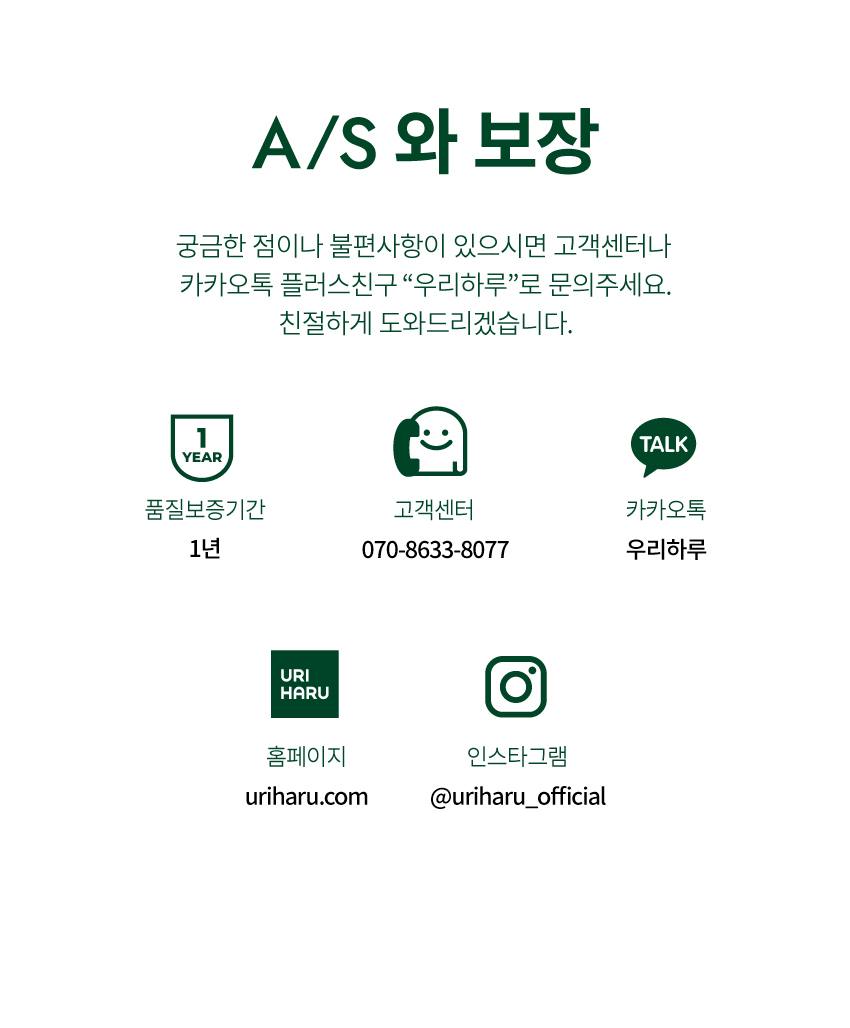 A/S 와 보장
궁금한 점이나 불편사항이 있으시면 고객센터나
카카오톡 플러스친구 “우리하루”로 문의주세요.
친절하게 도와드리겠습니다.
1
YEAR
품질보증기간
1년
고객센터
070-8633-8077
TALK
카카오톡
우리하루
URI
HARU
홈페이지
uriharu.com
인스타그램
@uriharu_official